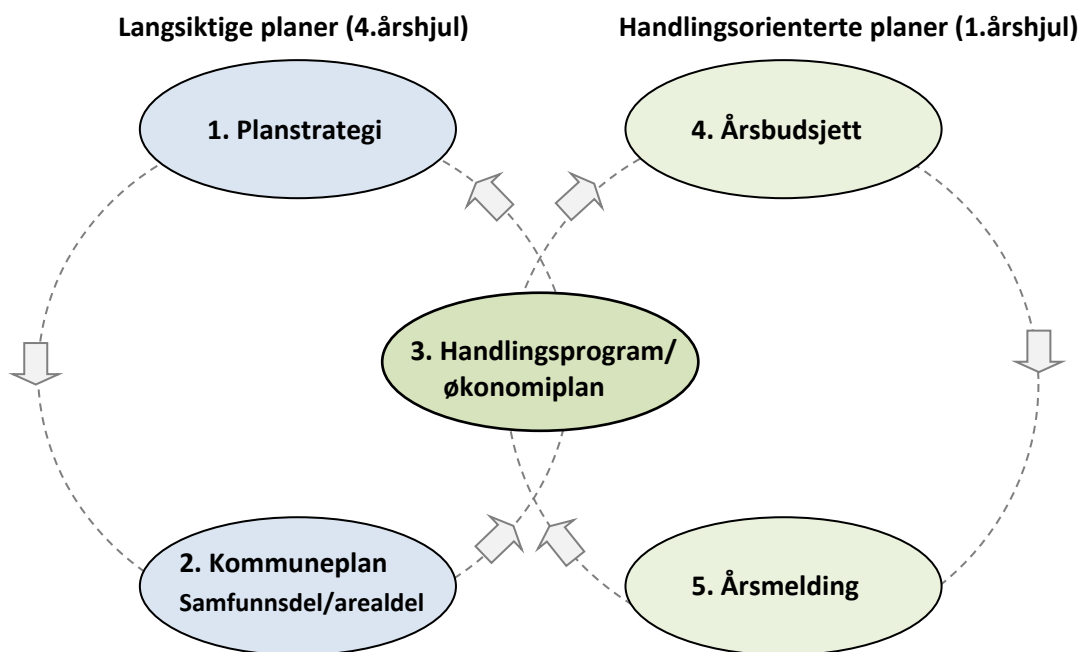 Langsiktige planer (4.årshjul)
Handlingsorienterte planer (1.årshjul)
1. Planstrategi
4. Årsbudsjett
3. Handlingsprogram/
økonomiplan
2. Kommuneplan
Samfunnsdel/arealdel
5. Årsmelding